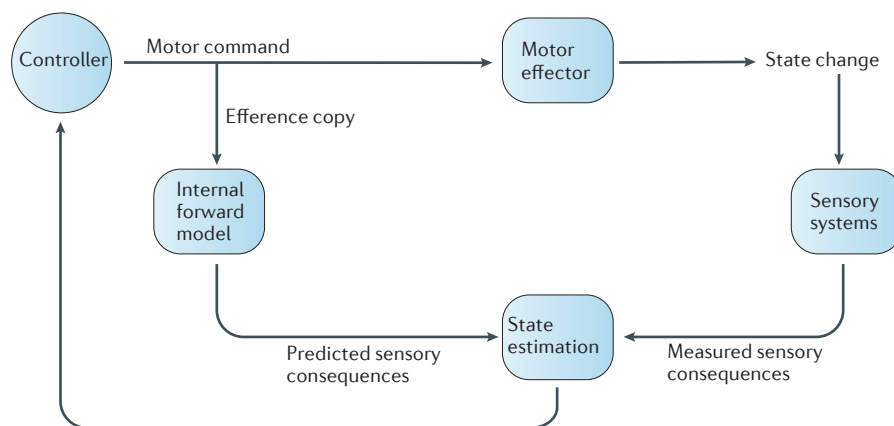 Controller
Motor command
Motor
effector
State change
Efference copy
Internal
forward
model
Sensory
systems
State
estimation
Predicted sensory
consequences
Measured sensory
consequences